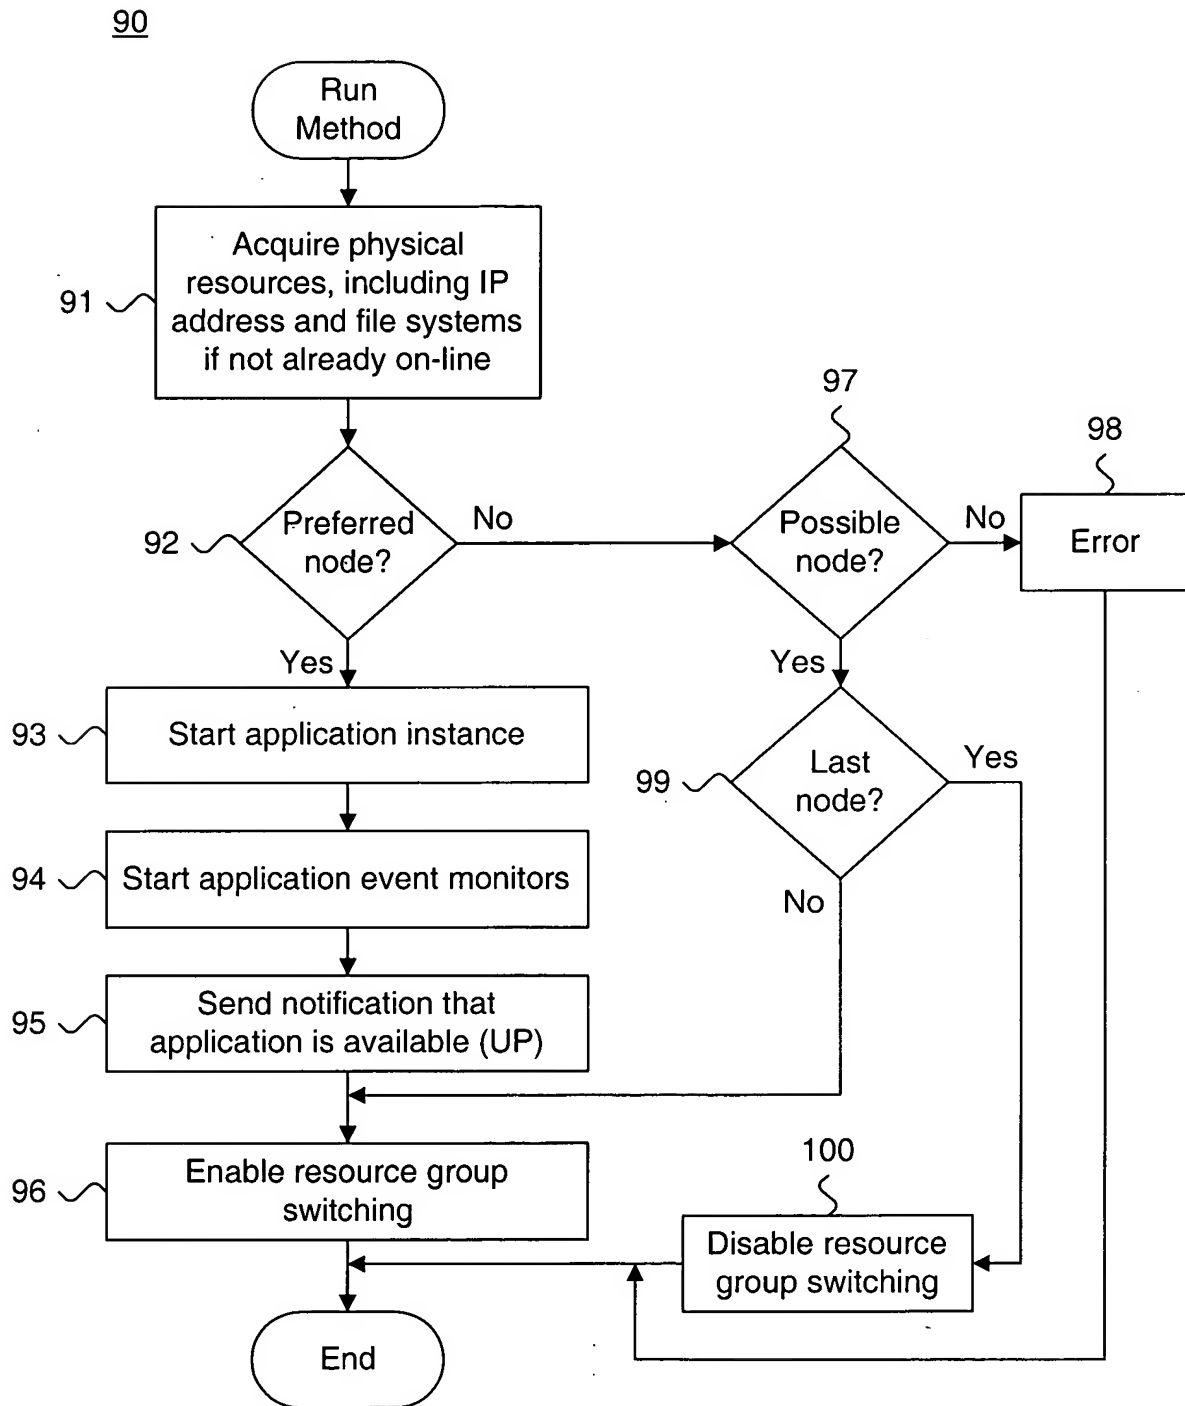 90
Run
Method
Acquire physical
resources, including IP
address and file systems
if not already on-line
91
97
98
Preferred
node?
92
No
Possible
node?
No
Error
Yes
Yes
93
Start application instance
Last
node?
99
Yes
94
Start application event monitors
No
Send notification that
application is available (UP)
95
100
Enable resource group
switching
96
Disable resource
group switching
End